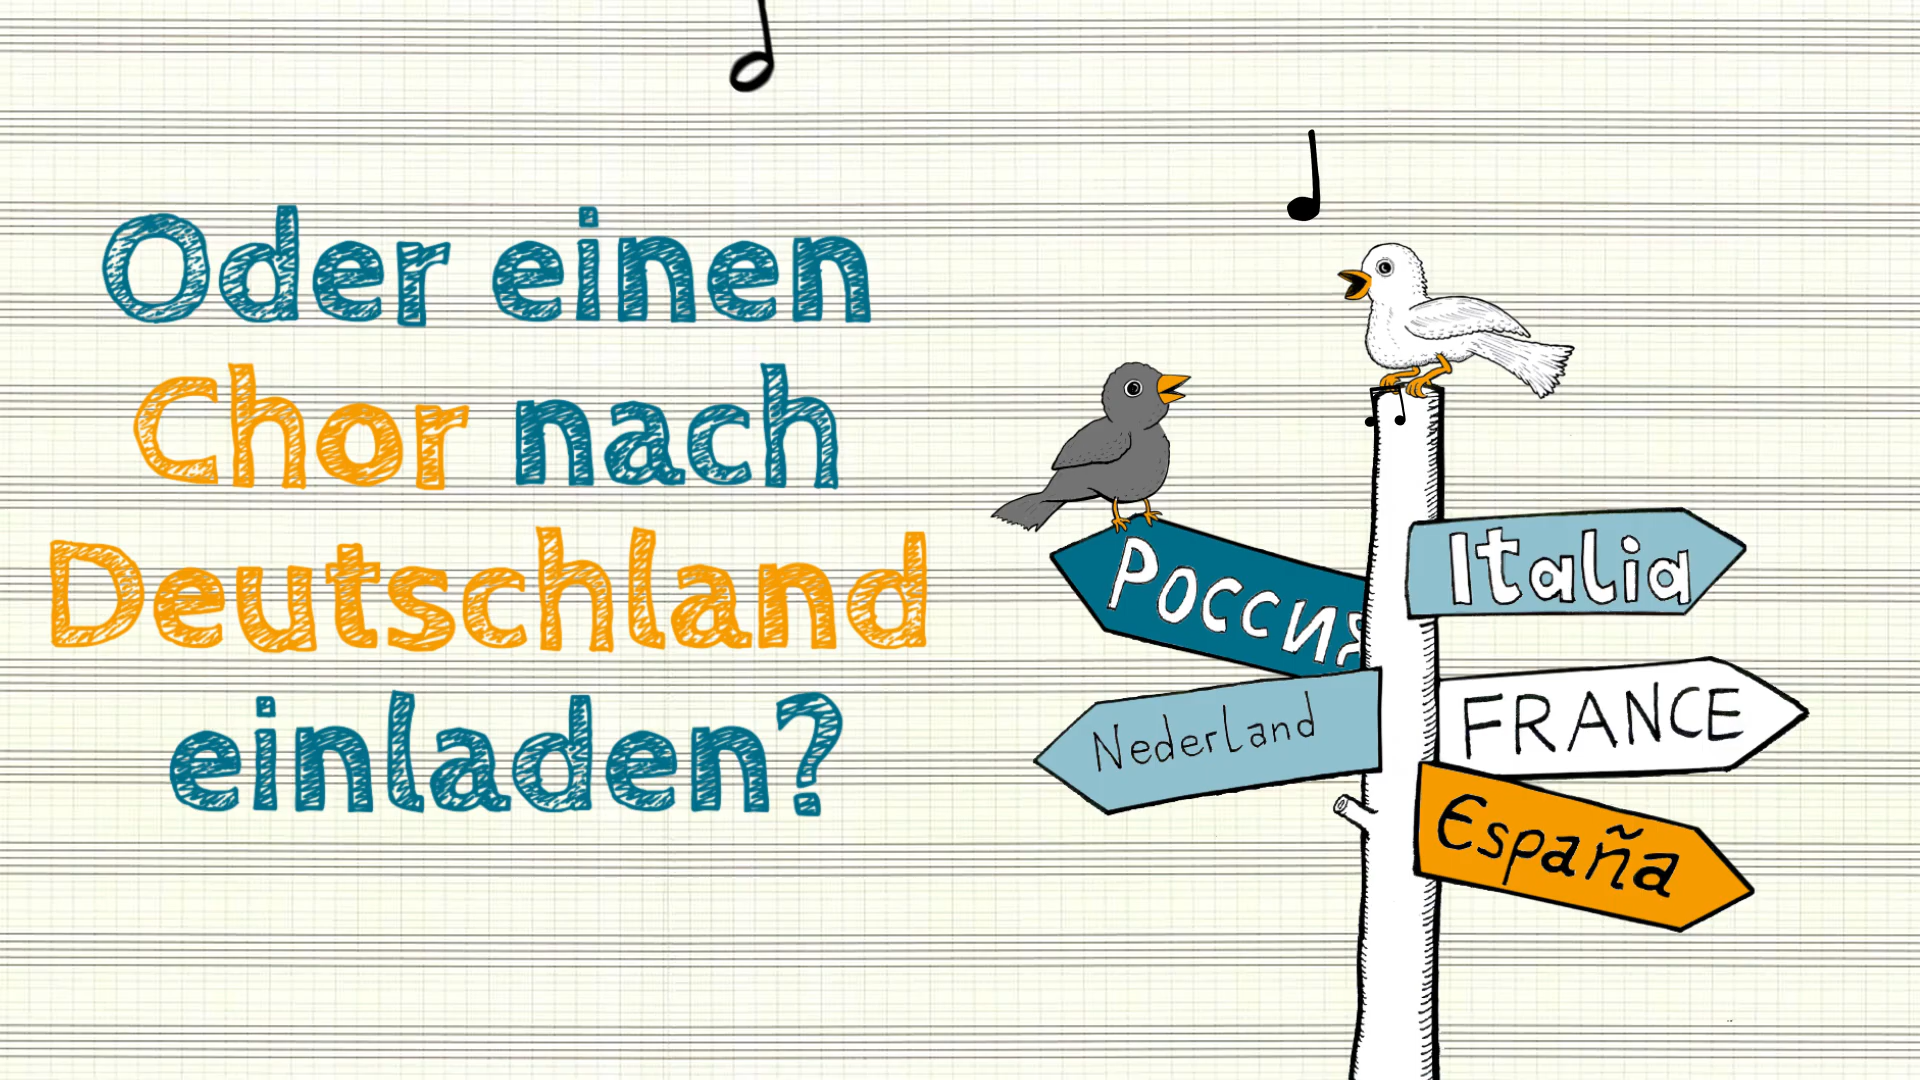 Oder einen
Chor nach
Deutschland
einladen?
Россия
Italia
Nederland
FRANCE
España